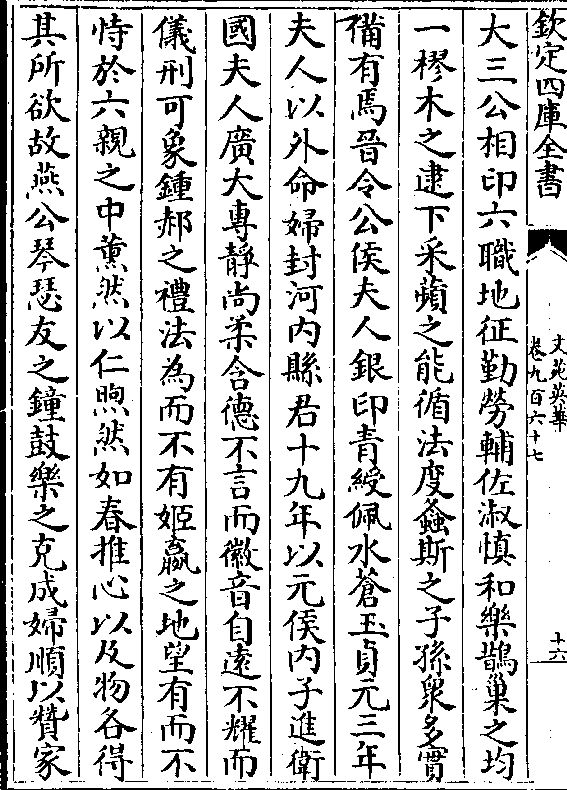 欽定四庫全書
文苑英華
卷九百六十七
十六
大三公相印六職地征勤勞輔佐淑慎和樂鵲巢之均
一樛木之逮下采蘋之能循法度螽斯之子孫衆多實
備有焉晉令公侯夫人銀印青綬佩水蒼玉貞元三年
夫人以外命婦封河内縣君十九年以元侯内子進衛
國夫人廣大專靜尚柔含德不言而徽音自遠不耀而
儀刑可象鍾郝之禮法為而不有姬嬴之地望有而不
恃於六親之中薰然以仁煦然如春推心以及物各得
其所欲故燕公琴瑟友之鐘鼓樂之克成婦順以贊家